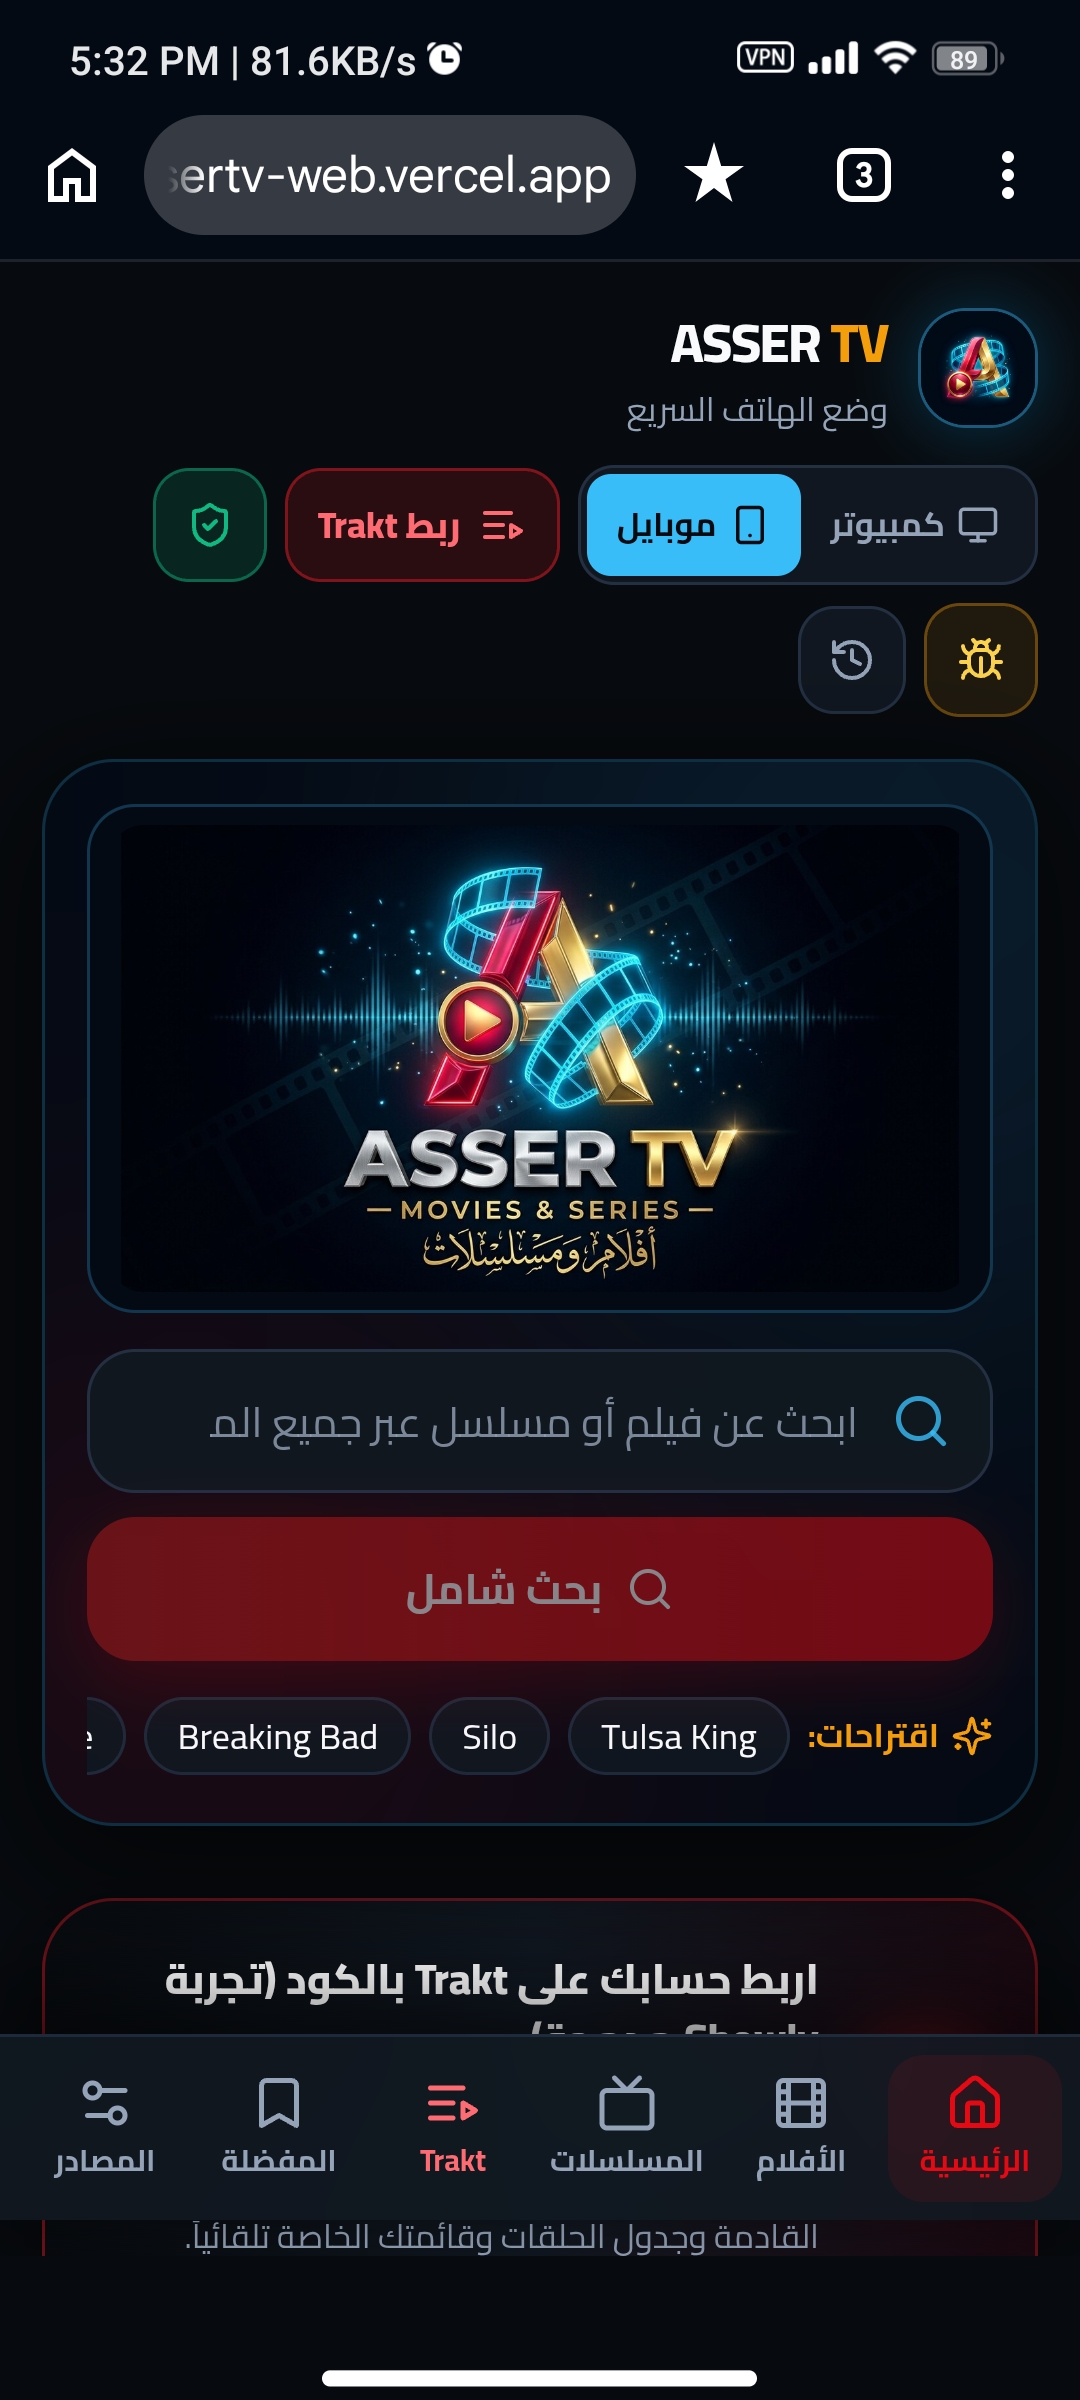 5:32 PM | 81.6KB/s
VPN
89
ertv-web.vercel.app
3
ASSER TV
وضع الهاتف السريع
كمبيوتر
موبايل
ربط Trakt
ASSER TV
MOVIES & SERIES
أفلام ومسلسلات
ابحث عن فيلم أو مسلسل عبر جميع الم
بحث شامل
اقتراحات:
Tulsa King
Silo
Breaking Bad
e
اربط حسابك على Trakt بالكود (تجربة
الرئيسية
الأفلام
المسلسلات
Trakt
المفضلة
المصادر
القادمة وجدول الحلقات وقائمتك الخاصة تلقائياً.